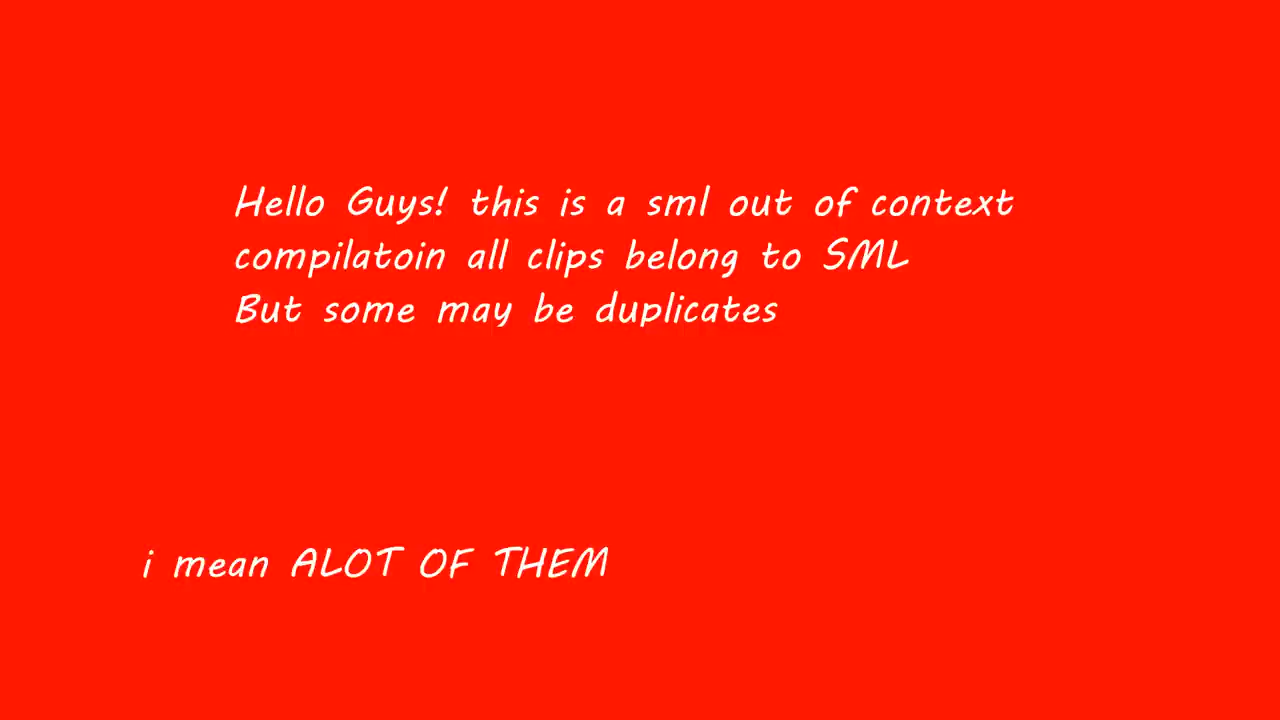 Hello Guys! this is a sml out of context
compilatoin all clips belong to SML
But some may be duplicates
i mean ALOT OF THEM